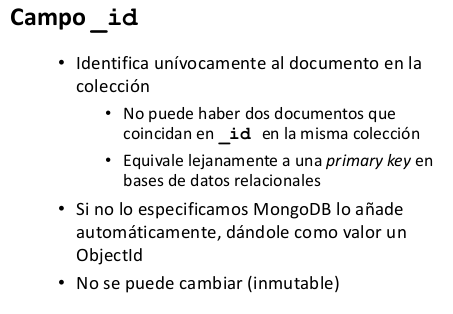 Campo _id
• Identifica unívocamente al documento en la
colección
• No puede haber dos documentos que
coincidan en _id en la misma colección
• Equivale lejanamente a una primary key en
bases de datos relacionales
• Si no lo especificamos MongoDB lo añade
automáticamente, dándole como valor un
ObjectId
• No se puede cambiar (inmutable)